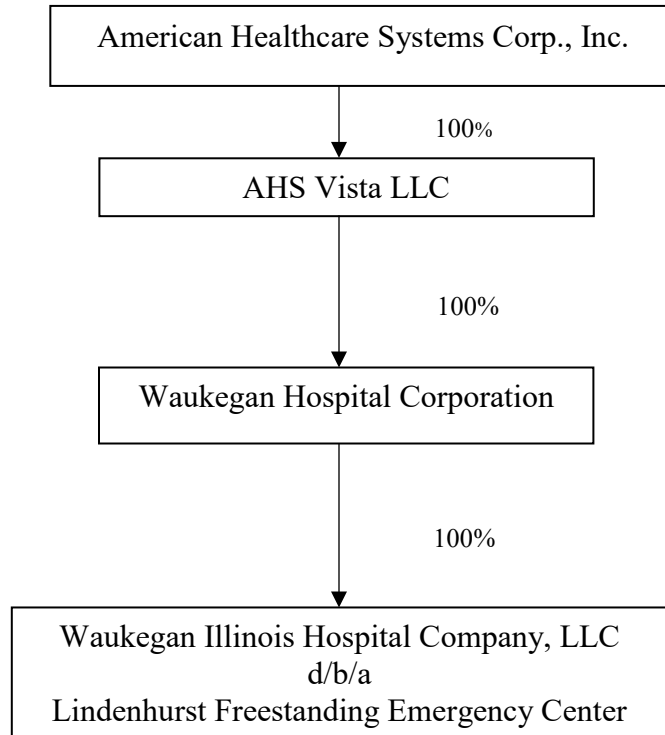 American Healthcare Systems Corp., Inc.
100%
AHS Vista LLC
100%
Waukegan Hospital Corporation
100%
Waukegan Illinois Hospital Company, LLC
d/b/a
Lindenhurst Freestanding Emergency Center